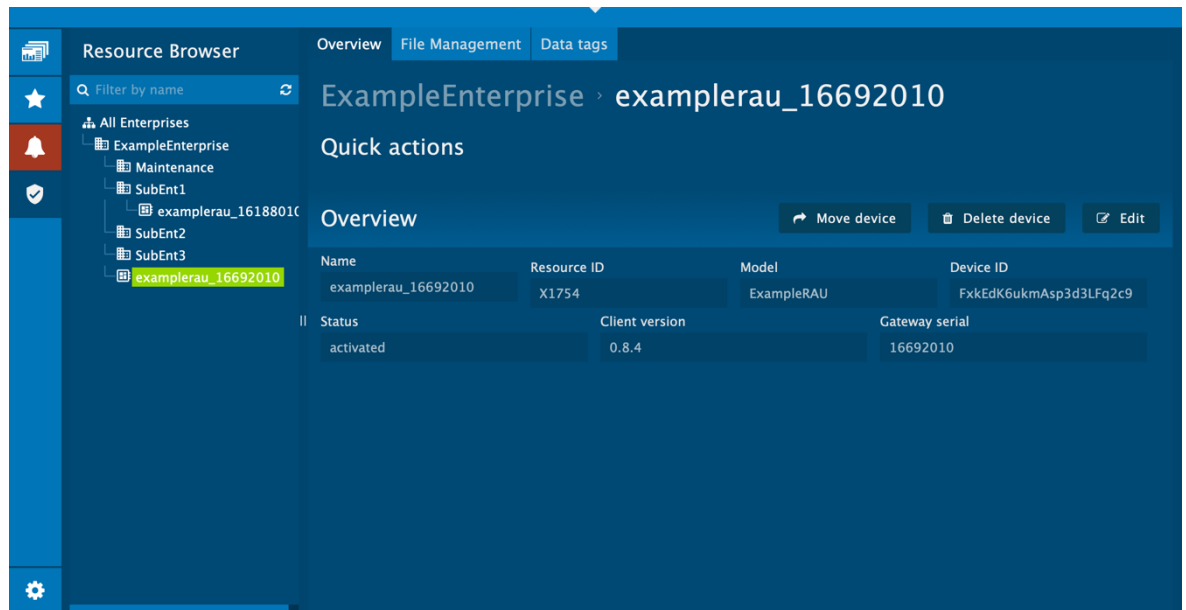 Resource Browser
Filter by name
All Enterprises
ExampleEnterprise
Maintenance
SubEnt1
examplerau_16188010
SubEnt2
SubEnt3
examplerau_16692010
Overview File Management Data tags
ExampleEnterprise › examplerau_16692010
Quick actions
Overview Move device Delete device Edit
Name Resource ID Model Device ID
examplerau_16692010 X1754 ExampleRAU FxkEdK6ukmAsp3d3LFq2c9
Status Client version Gateway serial
activated 0.8.4 16692010